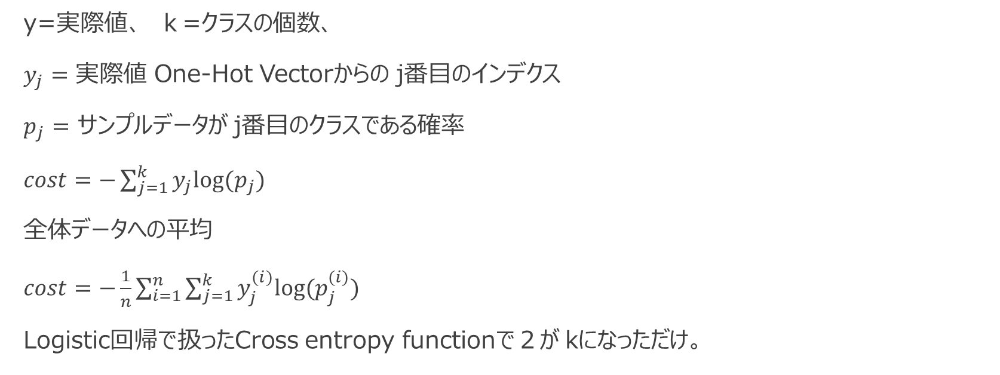 y=実際値、 k =クラスの個数、
y_j = 実際値 One-Hot Vectorからの j番目のインデクス
p_j = サンプルデータが j番目のクラスである確率
cost = −∑_{j=1}^{k} y_j log(p_j)
全体データへの平均
cost = −\frac{1}{n}∑_{i=1}^{n}∑_{j=1}^{k} y_j^{(i)} log(p_j^{(i)})
Logistic回帰で扱ったCross entropy functionで２が kになっただけ。